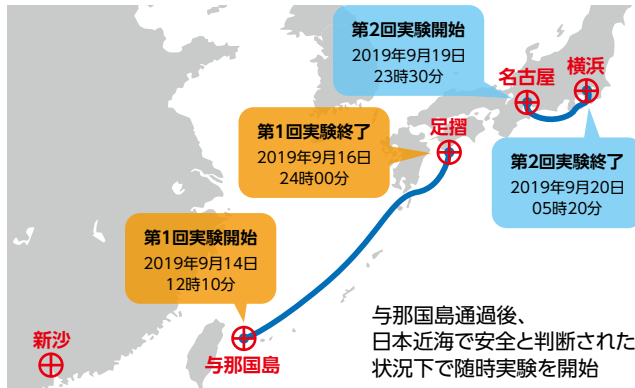 第2回実験開始
2019年9月19日
23時30分
名古屋
横浜
第1回実験終了
2019年9月16日
24時00分
足摺
第2回実験終了
2019年9月20日
05時20分
第1回実験開始
2019年9月14日
12時10分
新沙
与那国島
与那国島通過後、
日本近海で安全と判断された
状況下で随時実験を開始